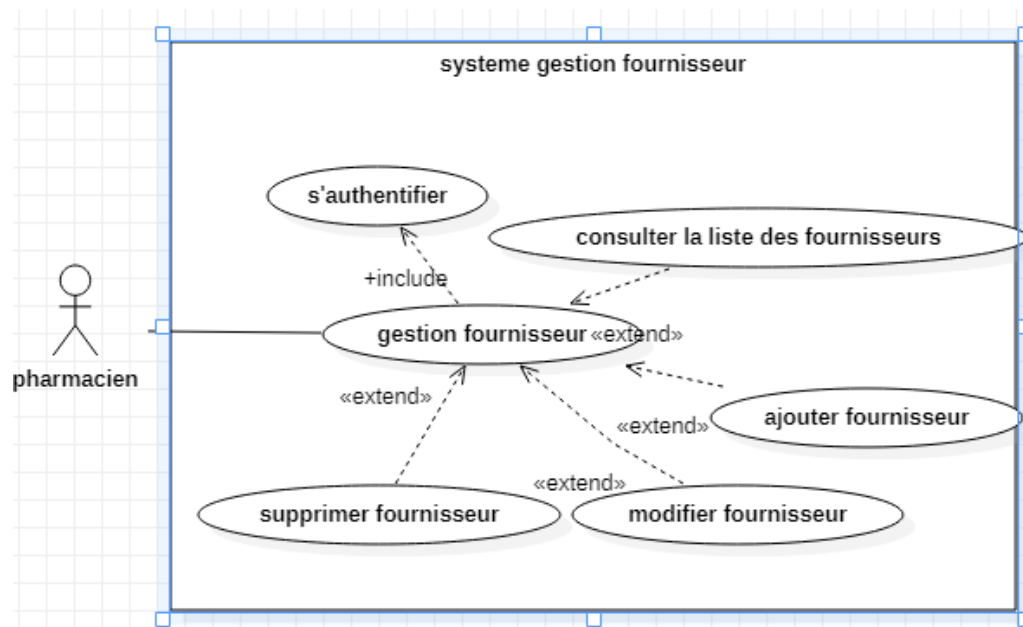 systeme gestion fournisseur
s'authentifier
consulter la liste des fournisseurs
+include
gestion fournisseur «extend»
pharmacien
«extend»
ajouter fournisseur
«extend»
«extend»
supprimer fournisseur
modifier fournisseur